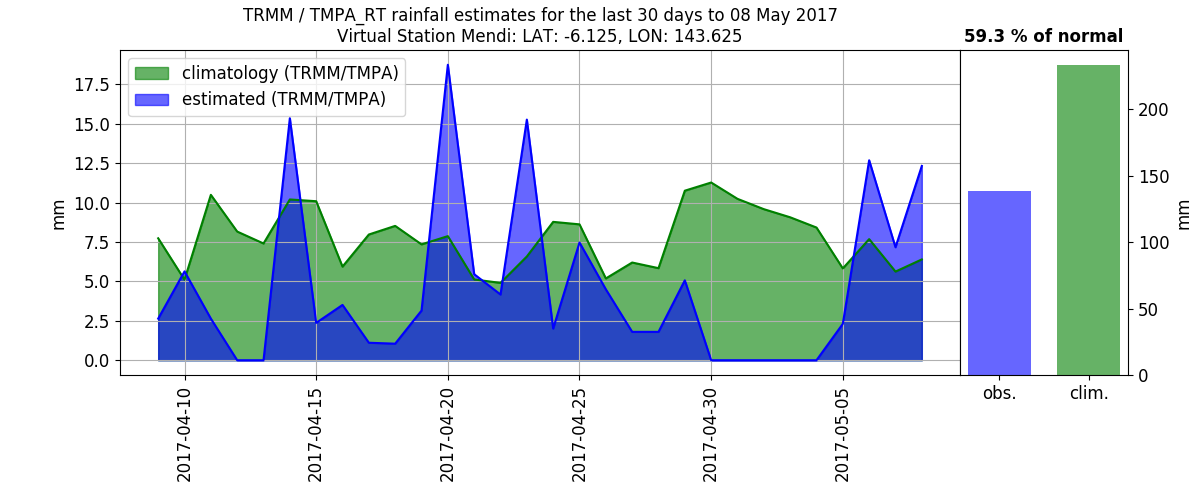 TRMM / TMPA_RT rainfall estimates for the last 30 days to 08 May 2017
Virtual Station Mendi: LAT: -6.125, LON: 143.625
59.3 % of normal
climatology (TRMM/TMPA)
estimated (TRMM/TMPA)
mm
17.5
15.0
12.5
10.0
7.5
5.0
2.5
0.0
2017-04-10
2017-04-15
2017-04-20
2017-04-25
2017-04-30
2017-05-05
200
150
100
50
0
mm
obs.
clim.